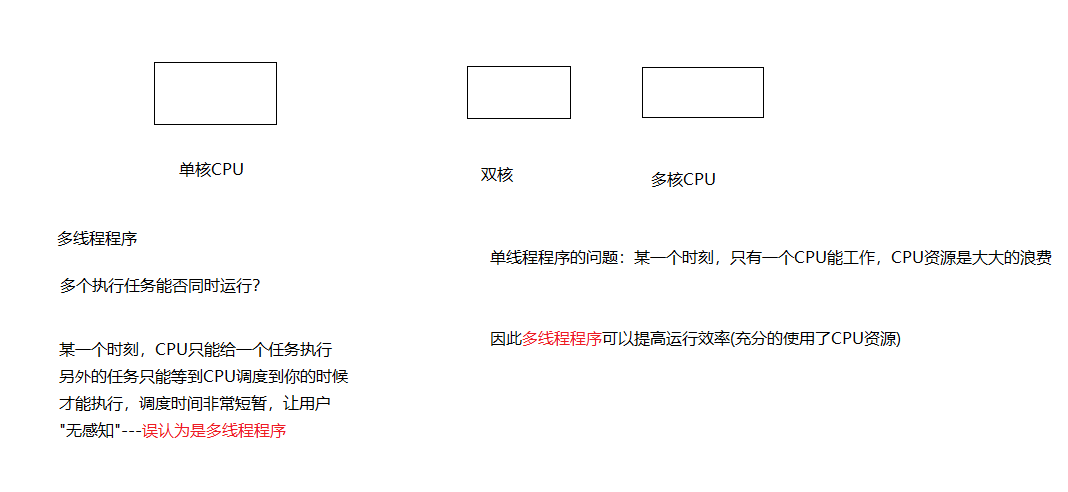 单核CPU
双核
多核CPU
多线程程序
多个执行任务能否同时运行?
某一个时刻，CPU只能给一个任务执行
另外的任务只能等到CPU调度到你的时候
才能执行，调度时间非常短暂，让用户
"无感知"---误认为是多线程程序
单线程程序的问题：某一个时刻，只有一个CPU能工作，CPU资源是大大的浪费
因此多线程程序可以提高运行效率(充分的使用了CPU资源)